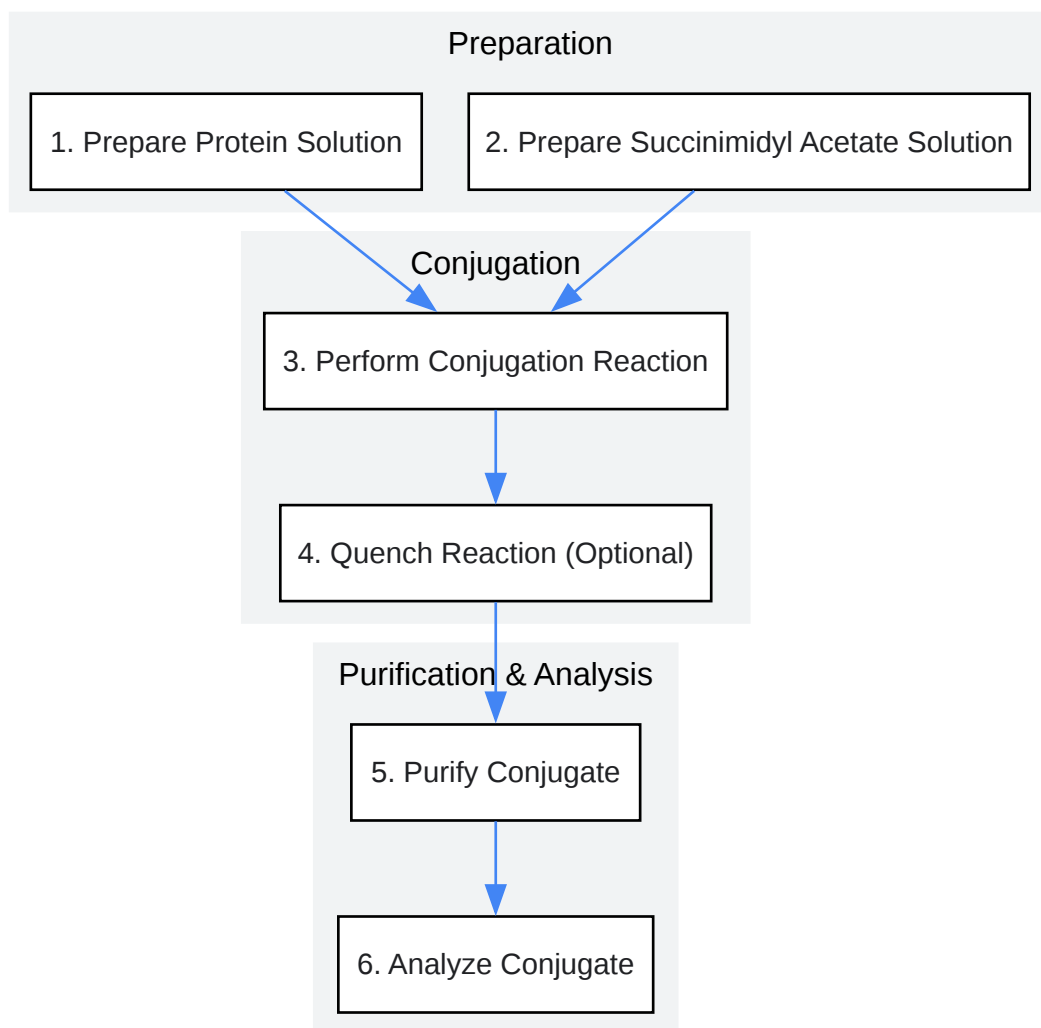 Preparation
1. Prepare Protein Solution
2. Prepare Succinimidyl Acetate Solution
Conjugation
3. Perform Conjugation Reaction
4. Quench Reaction (Optional)
Purification & Analysis
5. Purify Conjugate
6. Analyze Conjugate